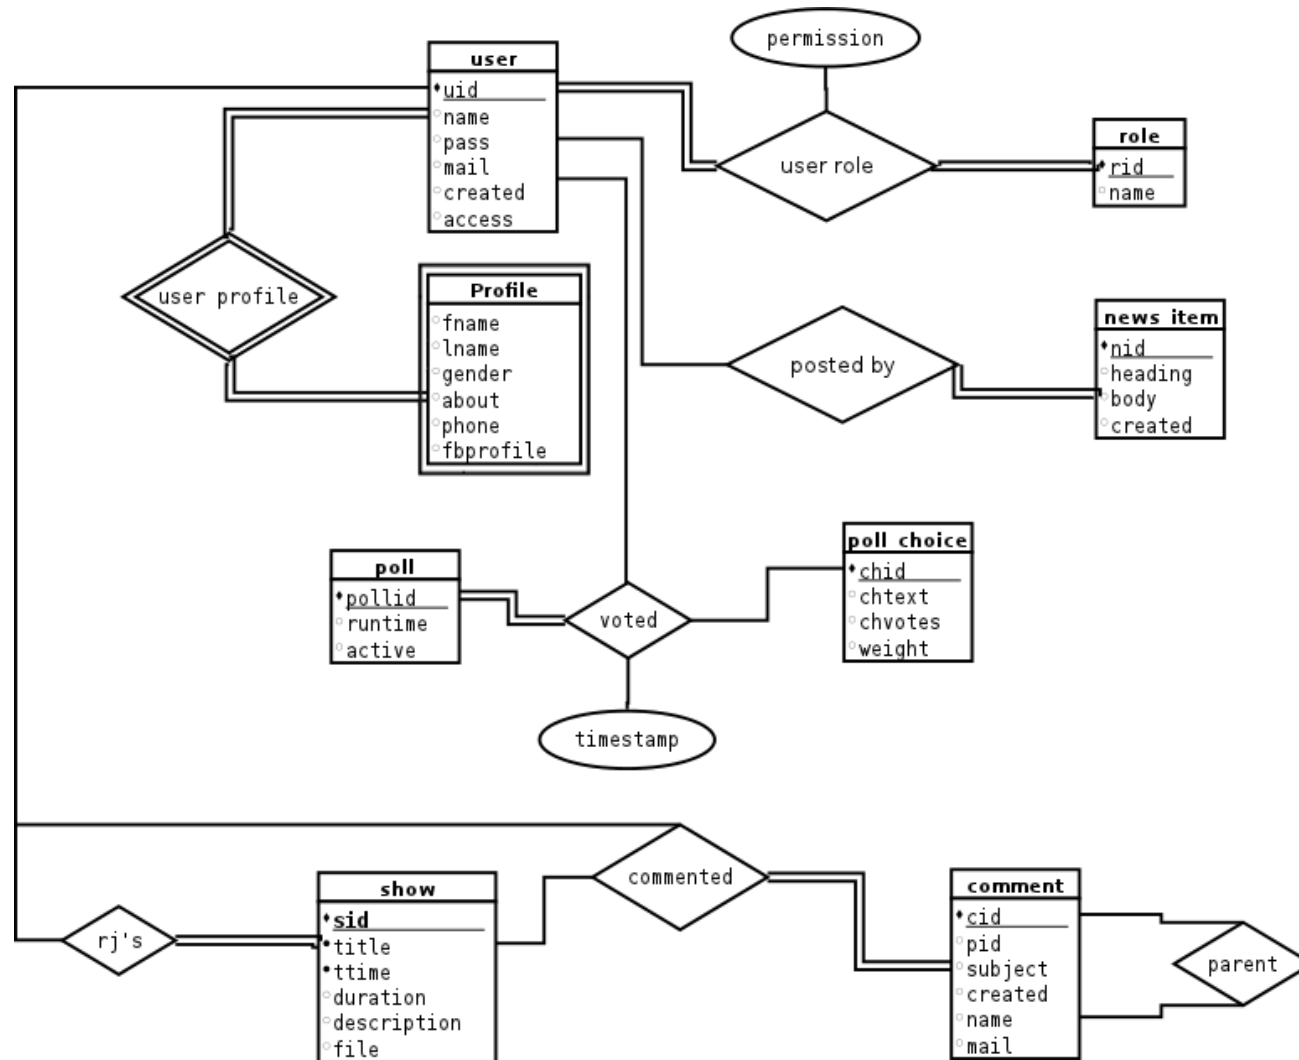 permission
user
uid
name
pass
mail
created
access
user role
role
rid
name
user profile
Profile
fname
lname
gender
about
phone
fbprofile
posted by
news item
nid
heading
body
created
poll
pollid
runtime
active
voted
poll choice
chid
chtext
chvotes
weight
timestamp
rj's
show
sid
title
ttime
duration
description
file
commented
comment
cid
pid
subject
created
name
mail
parent